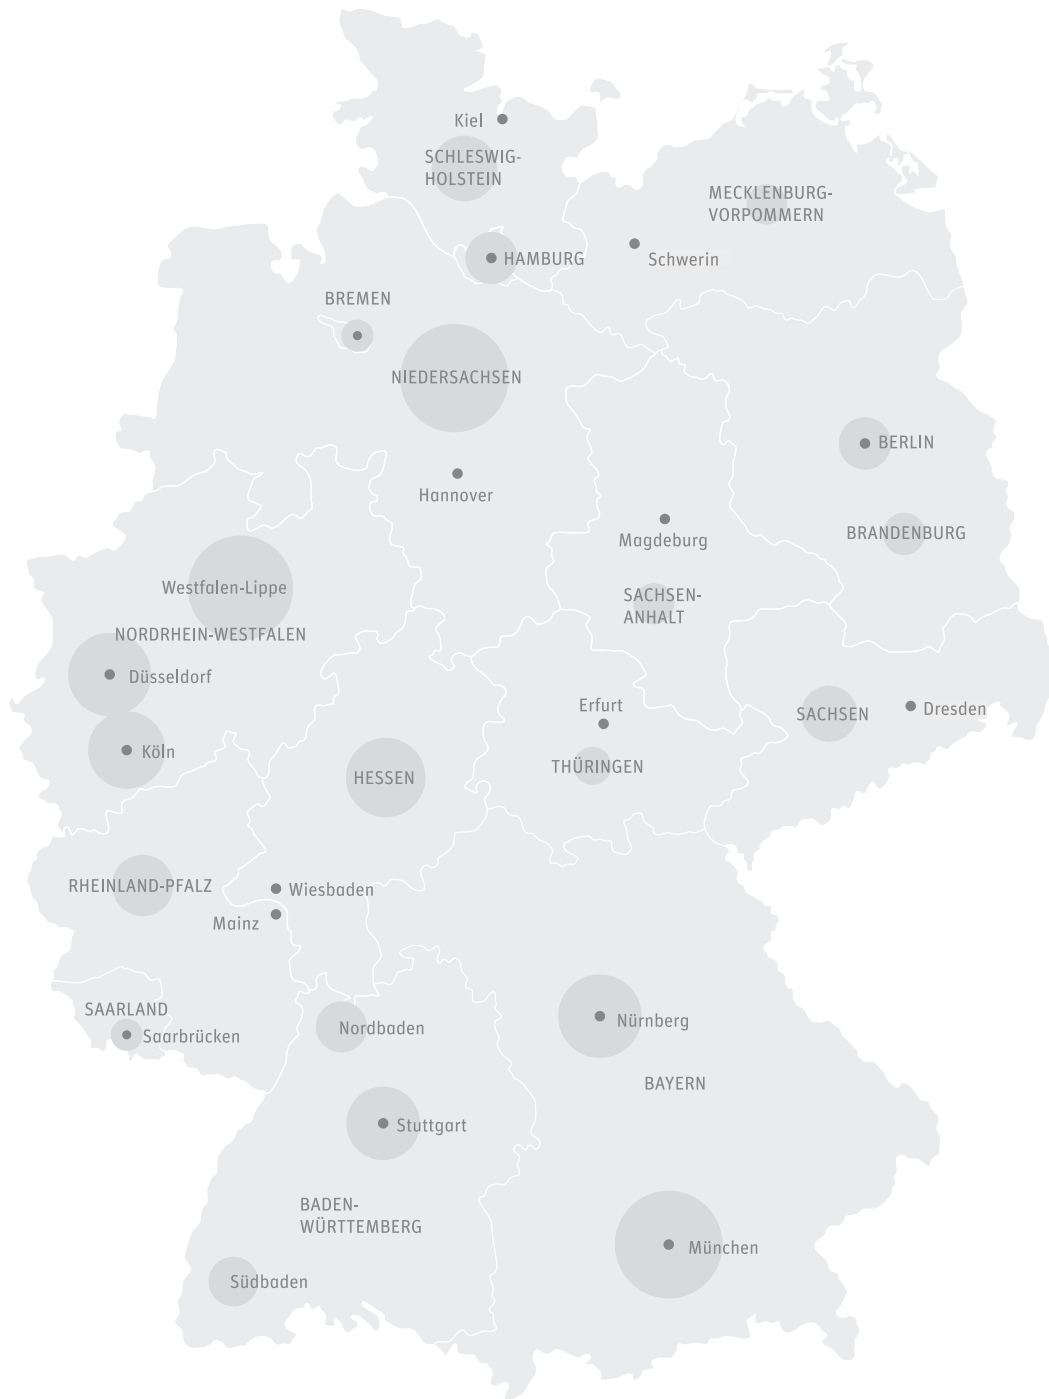 Kiel
SCHLESWIG-
HOLSTEIN
MECKLENBURG-
VORPOMMERN
HAMBURG
Schwerin
BREMEN
NIEDERSACHSEN
BERLIN
Hannover
Magdeburg
BRANDENBURG
Westfalen-Lippe
SACHSEN-
ANHALT
NORDRHEIN-WESTFALEN
Düsseldorf
Erfurt
SACHSEN
Dresden
Köln
THÜRINGEN
HESSEN
RHEINLAND-PFALZ
Wiesbaden
Mainz
SAARLAND
Saarbrücken
Nordbaden
Nürnberg
BAYERN
Stuttgart
BADEN-
WÜRTTEMBERG
München
Südbaden